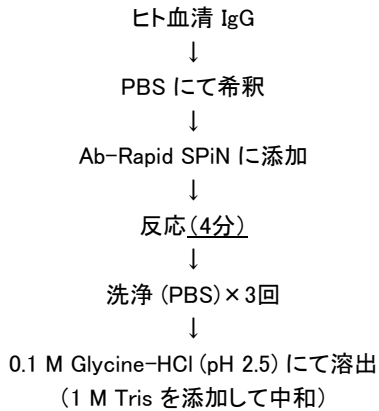 ヒト血清 IgG
↓
PBS にて希釈
↓
Ab-Rapid SPiN に添加
↓
反応(4分)
↓
洗浄 (PBS)×3回
↓
0.1 M Glycine-HCl (pH 2.5) にて溶出
(1 M Tris を添加して中和)